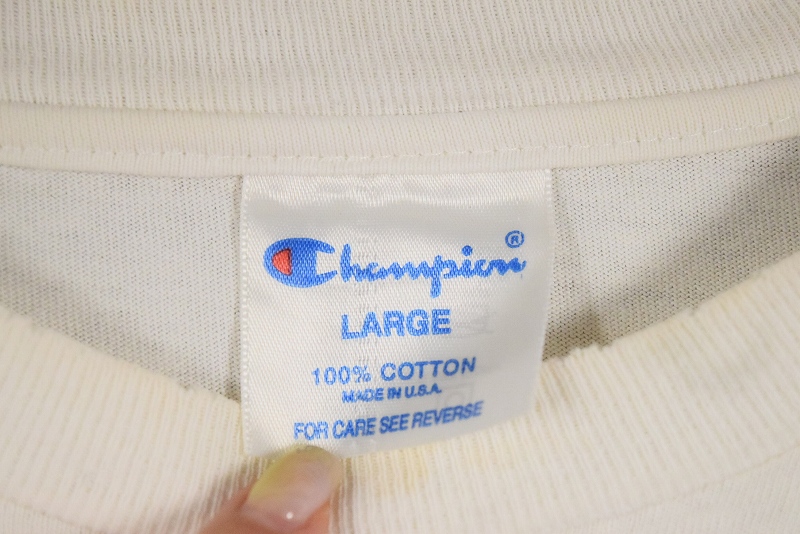 Champion®
LARGE
100% COTTON
MADE IN U.S.A.
FOR CARE SEE REVERSE